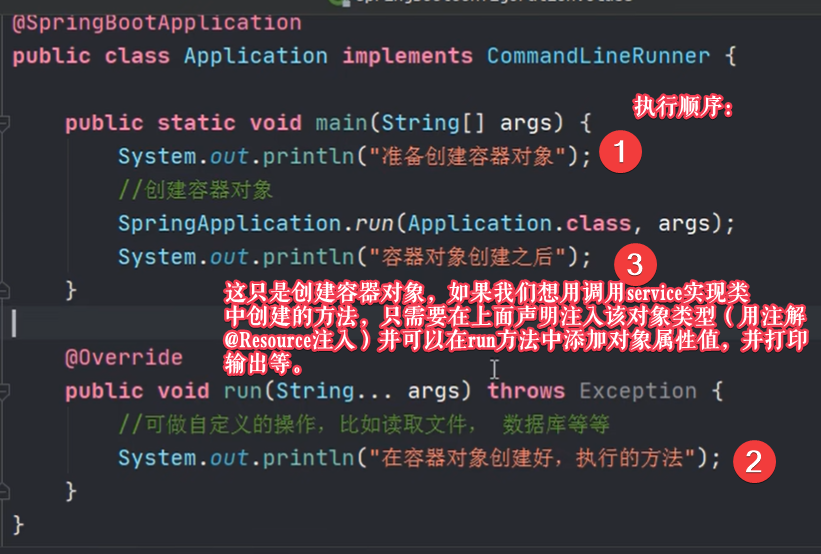 @SpringBootApplication
public class Application implements CommandLineRunner {
执行顺序：
public static void main(String[] args) {
System.out.println("准备创建容器对象"); 1
//创建容器对象
SpringApplication.run(Application.class, args);
System.out.println("容器对象创建之后"); 3
}
这只是创建容器对象，如果我们想用调用service实现类
中创建的方法，只需要在上面声明注入该对象类型（用注解
@Resource注入）并可以在run方法中添加对象属性值，并打印
输出等。
@Override
public void run(String... args) throws Exception {
//可做自定义的操作，比如读取文件， 数据库等等
System.out.println("在容器对象创建好，执行的方法"); 2
}
}